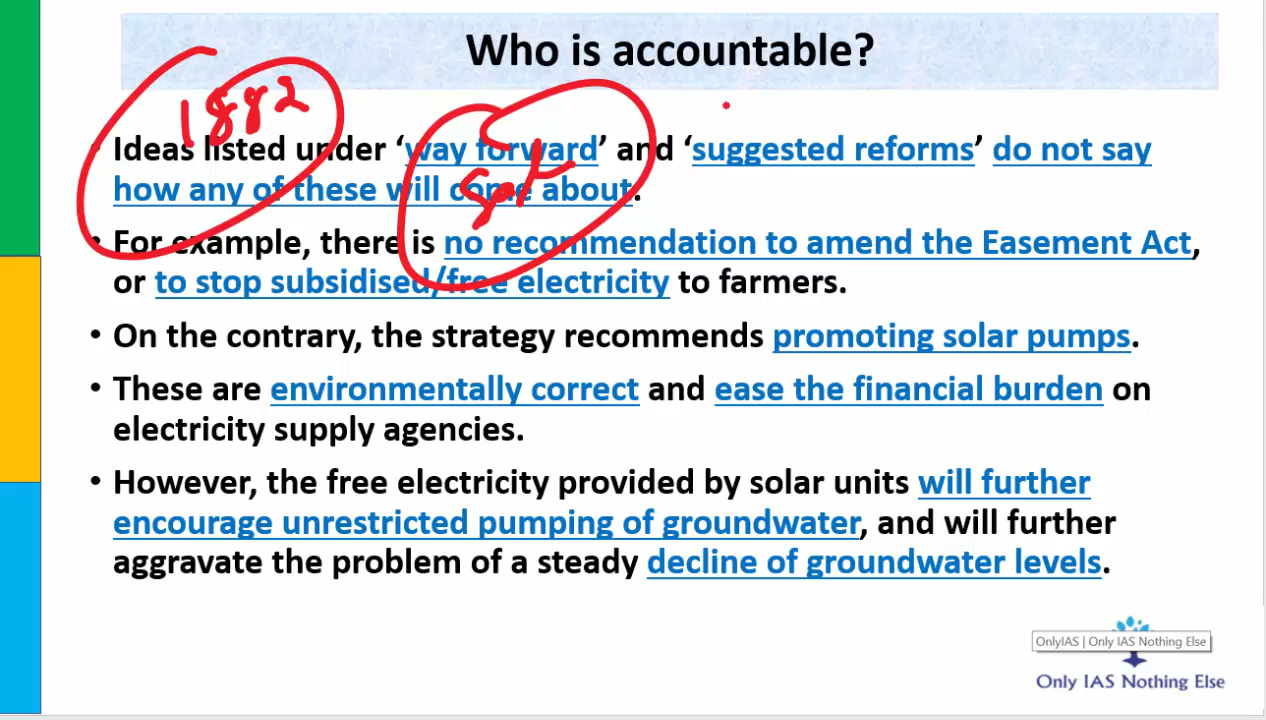 Who is accountable?
1882
• Ideas listed under ‘way forward’ and ‘suggested reforms’ do not say
how any of these will come about.
• For example, there is no recommendation to amend the Easement Act,
or to stop subsidised/free electricity to farmers.
• On the contrary, the strategy recommends promoting solar pumps.
• These are environmentally correct and ease the financial burden on
electricity supply agencies.
• However, the free electricity provided by solar units will further
encourage unrestricted pumping of groundwater, and will further
aggravate the problem of a steady decline of groundwater levels.
OnlyIAS | Only IAS Nothing Else
Only IAS Nothing Else